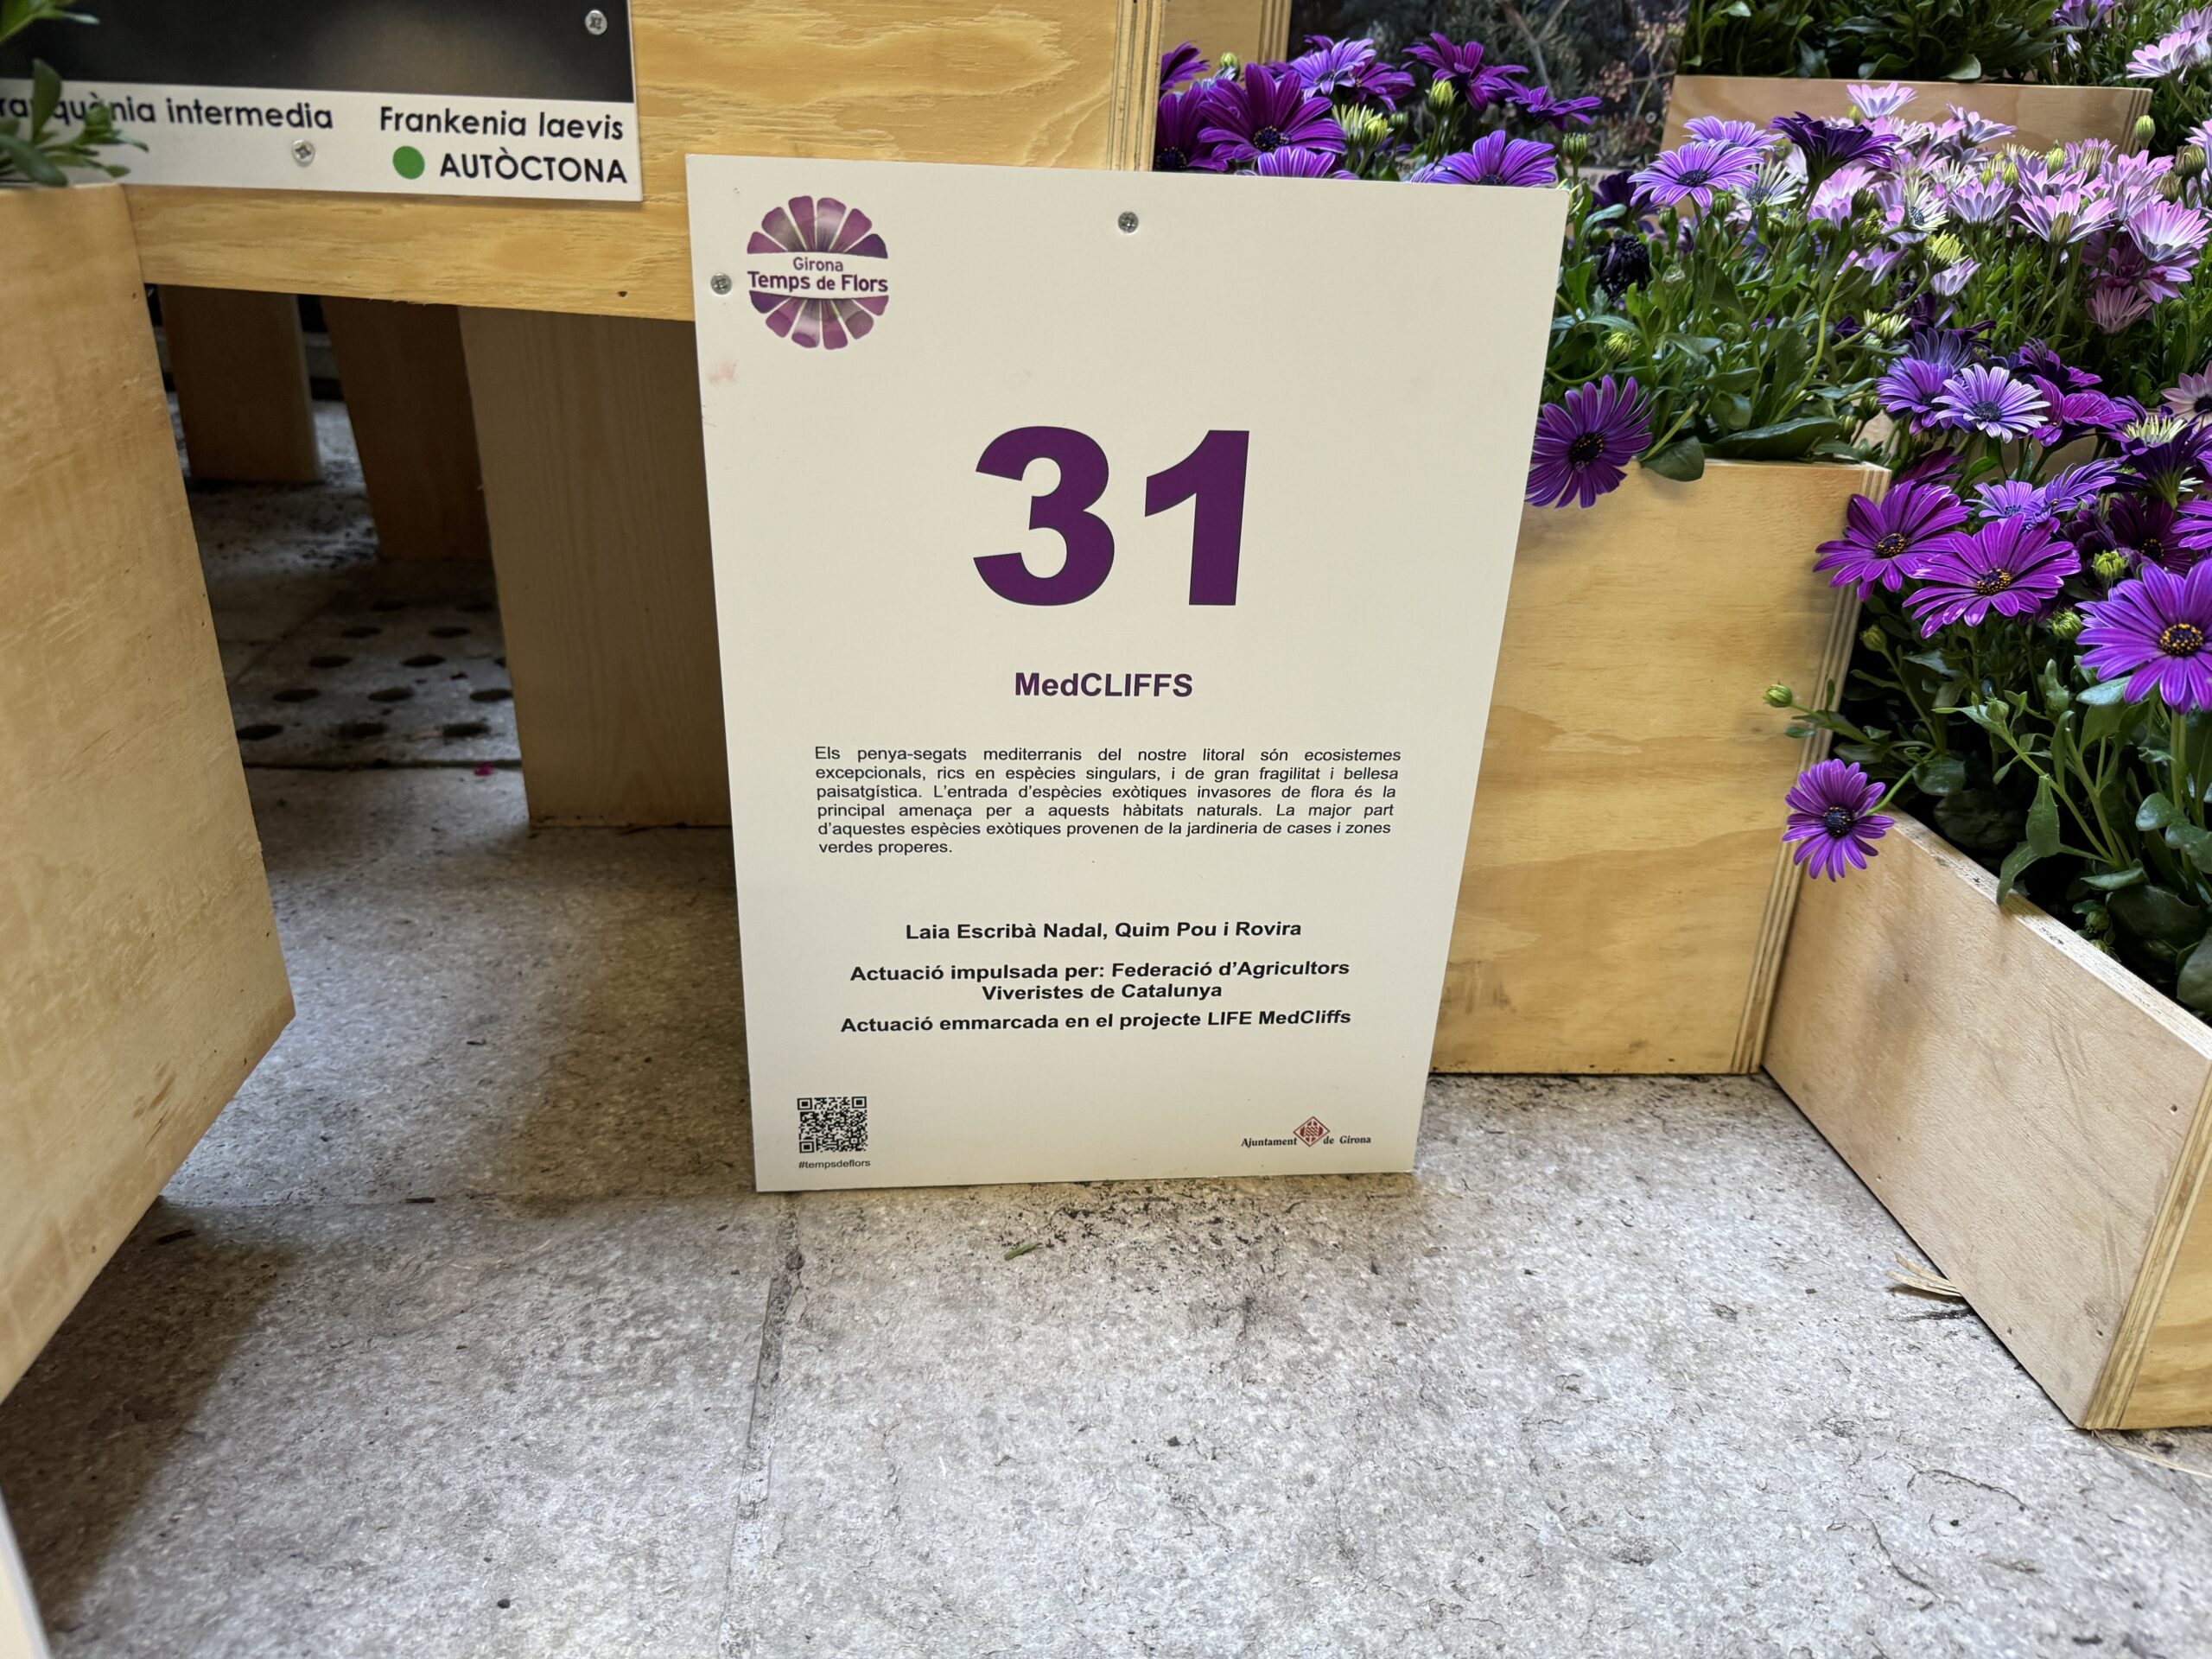 intermedia
Frankenia laevis
AUTÒCTONA
Girona
Temps de Flors
31
MedCLIFFS
Els penya-segats mediterranis del nostre litoral són ecosistemes
excepcionals, rics en espècies singulars, i de gran fragilitat i bellesa
paisatgística. L'entrada d'espècies exòtiques invasores de flora és la
principal amenaça per a aquests hàbitats naturals. La major part
d'aquestes espècies exòtiques provenen de la jardineria de cases i zones
verdes properes.
Laia Escribà Nadal, Quim Pou i Rovira
Actuació impulsada per: Federació d'Agricultors
Viveristes de Catalunya
Actuació emmarcada en el projecte LIFE MedCliffs
#tempsdeflors
Ajuntament de Girona